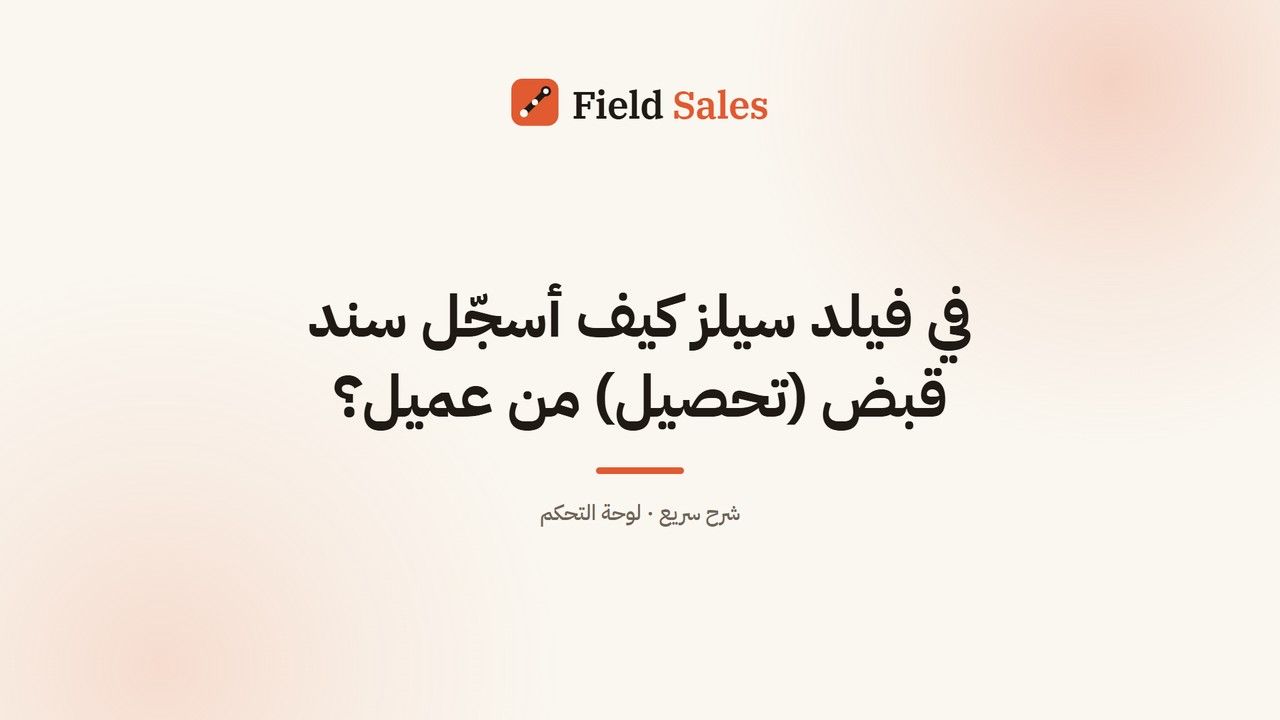 Field Sales
في فيلد سيلز كيف أسجّل سند
قبض (تحصيل) من عميل؟
شرح سريع · لوحة التحكم